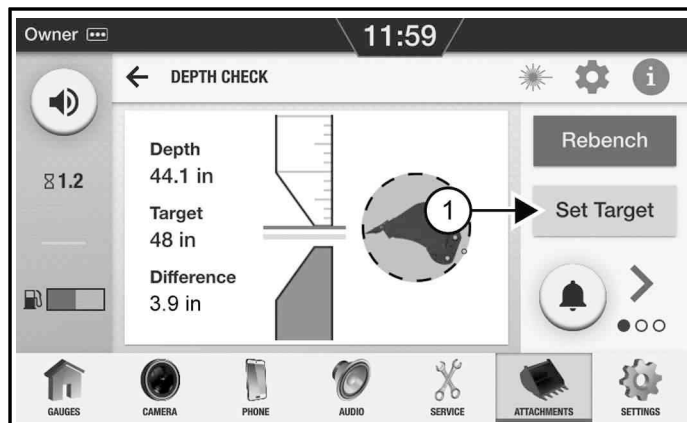 Owner
11:59
DEPTH CHECK
i
1.2
Depth
44.1 in
Target
48 in
Difference
3.9 in
1
Rebench
Set Target
GAUGES
CAMERA
PHONE
AUDIO
SERVICE
ATTACHMENTS
SETTINGS